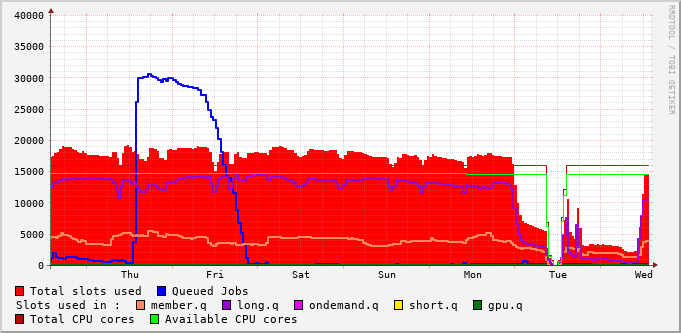 40000
35000
30000
25000
20000
15000
10000
5000
0
Thu Fri Sat Sun Mon Tue Wed
RRDTOOL / TOBI OETIKER
Total slots used Queued Jobs
Slots used in : member.q long.q ondemand.q short.q gpu.q
Total CPU cores Available CPU cores